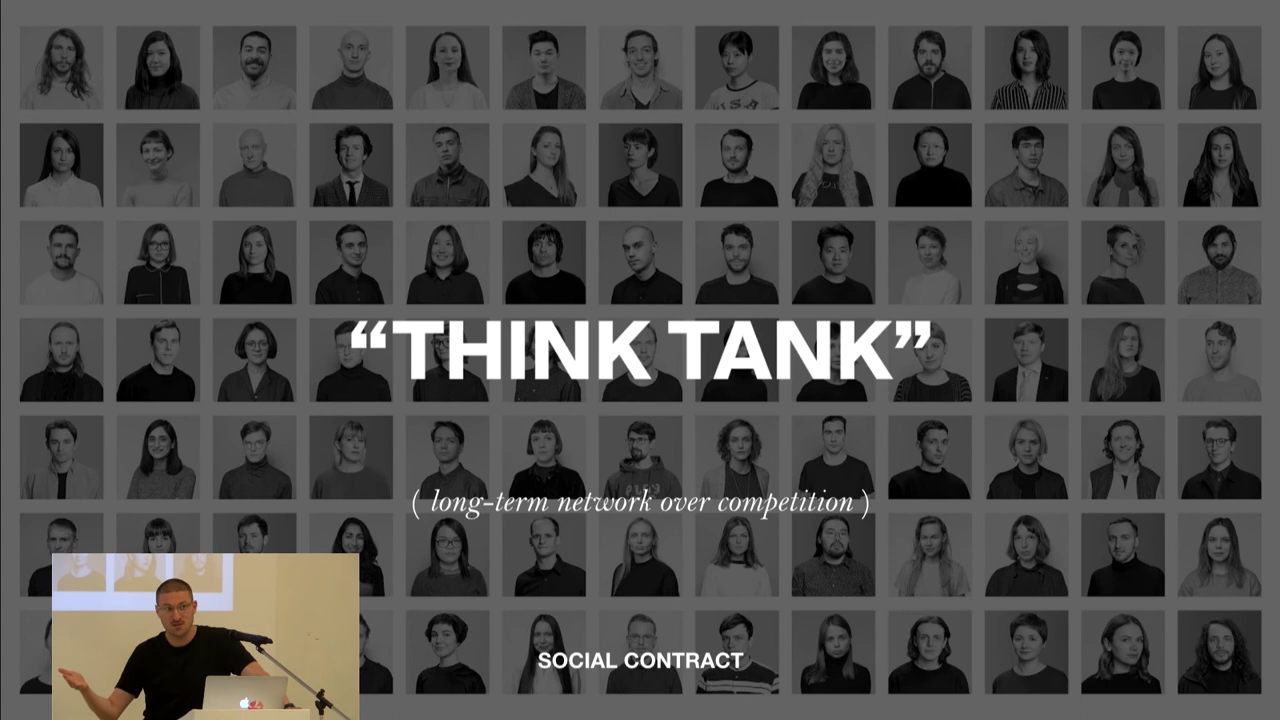 “THINK TANK”
( long-term network over competition )
SOCIAL CONTRACT